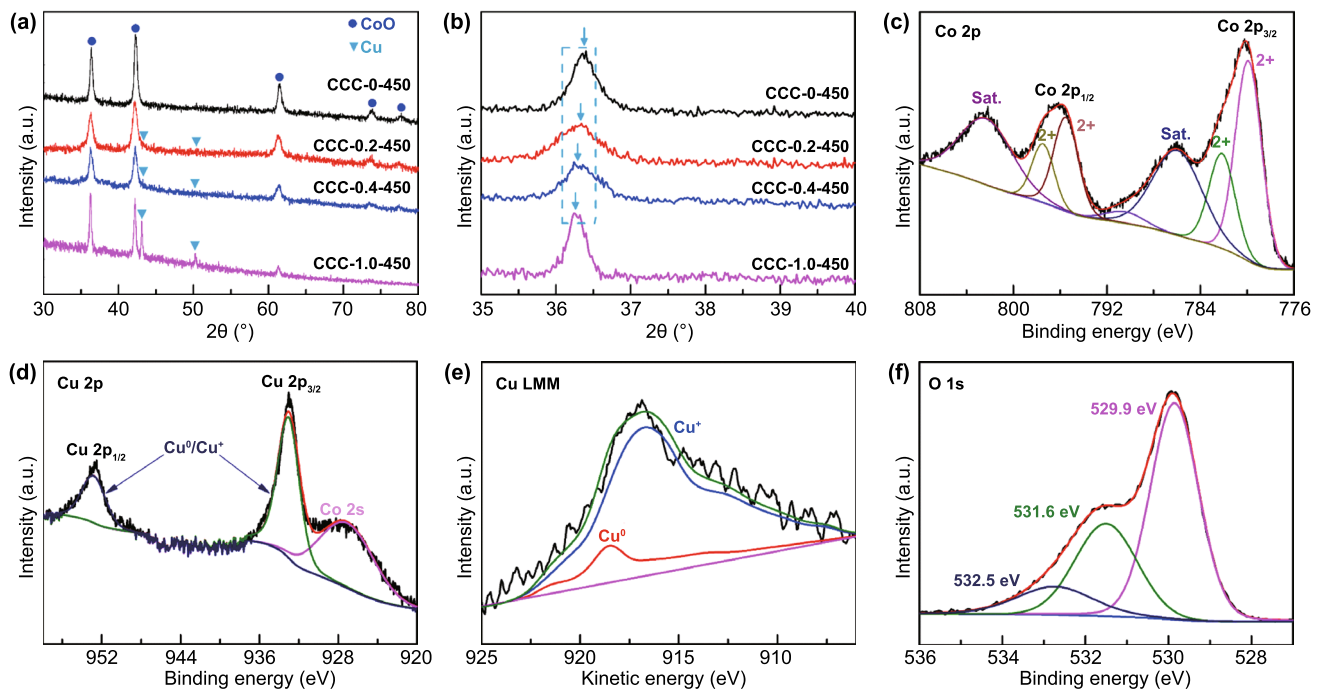 (a)
CoO
Cu
CCC-0-450
CCC-0.2-450
CCC-0.4-450
CCC-1.0-450
Intensity (a.u.)
30 40 50 60 70 80
2θ (°)
(b)
CCC-0-450
CCC-0.2-450
CCC-0.4-450
CCC-1.0-450
Intensity (a.u.)
35 36 37 38 39 40
2θ (°)
(c)
Co 2p
Co 2p3/2
2+
Sat.
Co 2p1/2
2+
2+
Sat.
2+
Intensity (a.u.)
808 800 792 784 776
Binding energy (eV)
(d)
Cu 2p
Cu 2p3/2
Cu 2p1/2
Cu⁰/Cu⁺
Co 2s
Intensity (a.u.)
952 944 936 928 920
Binding energy (eV)
(e)
Cu LMM
Cu⁺
Cu⁰
Intensity (a.u.)
925 920 915 910
Kinetic energy (eV)
(f)
O 1s
529.9 eV
531.6 eV
532.5 eV
Intensity (a.u.)
536 534 532 530 528
Binding energy (eV)